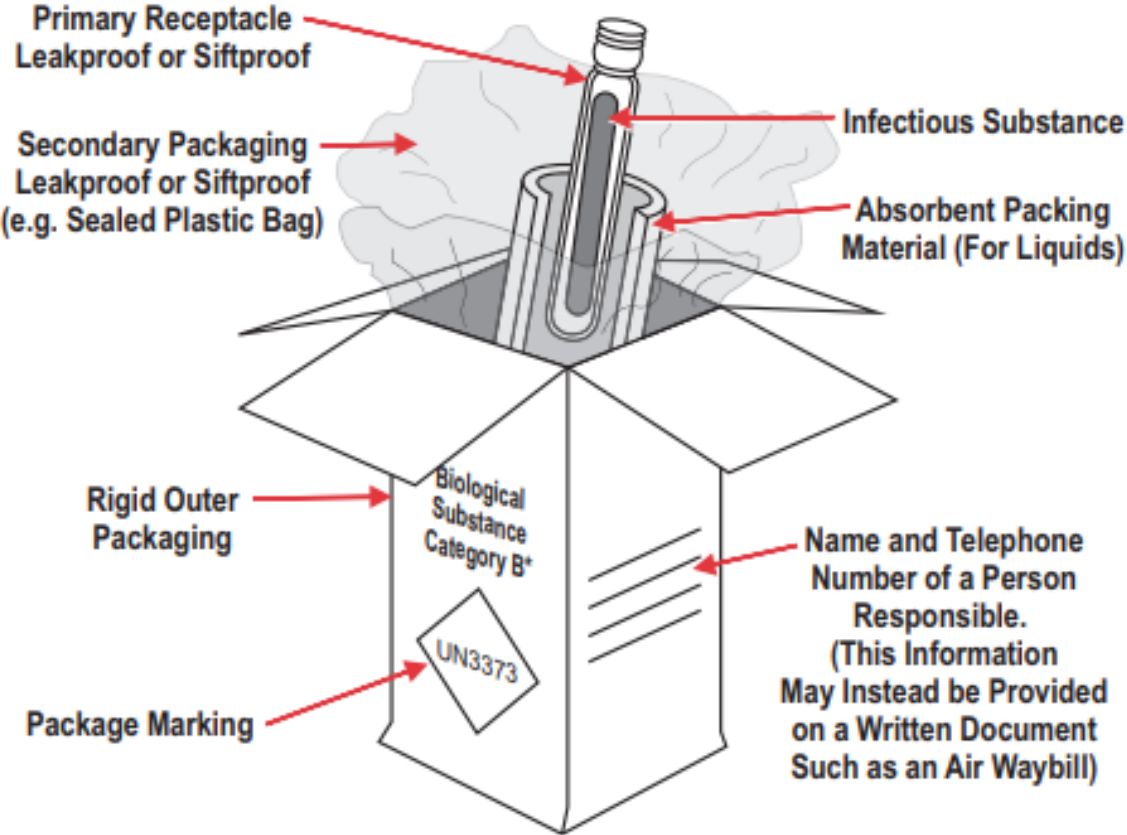 Primary Receptacle
Leakproof or Siftproof
Infectious Substance
Secondary Packaging
Leakproof or Siftproof
(e.g. Sealed Plastic Bag)
Absorbent Packing
Material (For Liquids)
Rigid Outer
Packaging
Biological
Substance
Category B*
UN3373
Package Marking
Name and Telephone
Number of a Person
Responsible.
(This Information
May Instead be Provided
on a Written Document
Such as an Air Waybill)